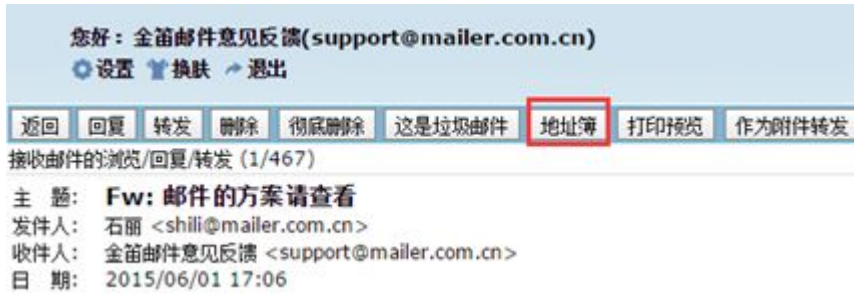 您好：金笛邮件意见反馈(support@mailer.com.cn)
设置 换肤 退出
返回 回复 转发 删除 彻底删除 这是垃圾邮件 地址簿 打印预览 作为附件转发
接收邮件的浏览/回复/转发 (1/467)
主 题: Fw: 邮件的方案请查看
发件人: 石丽 <shili@mailer.com.cn>
收件人: 金笛邮件意见反馈 <support@mailer.com.cn>
日 期: 2015/06/01 17:06